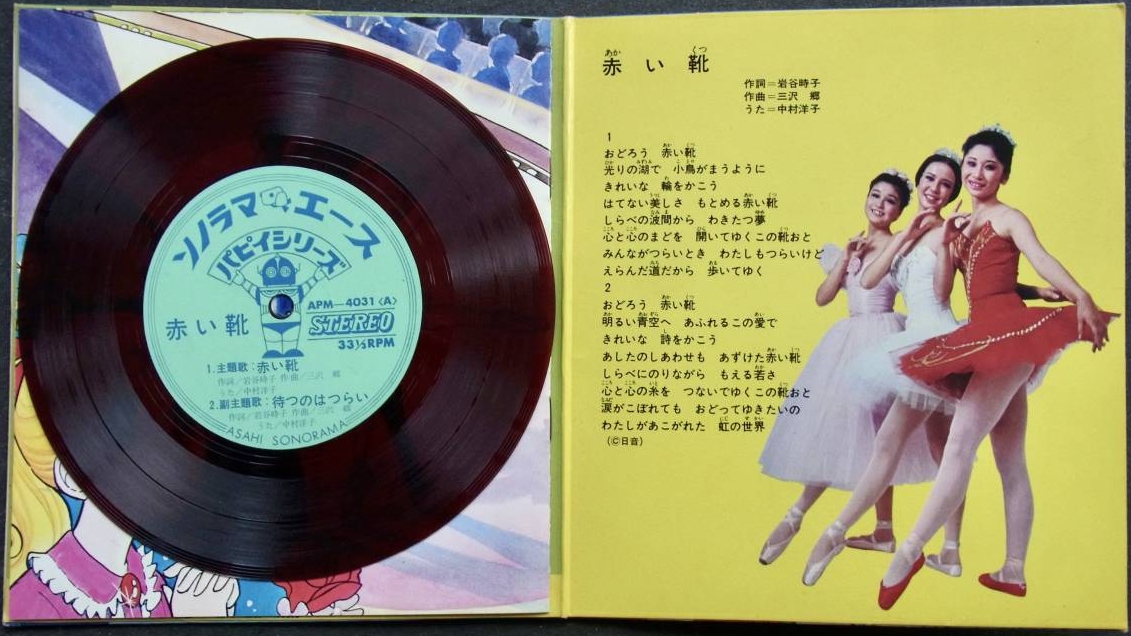 ソノラマエース
パピイシリーズ
APM—4031〈A〉
STEREO
33⅓RPM
赤い靴
1.主題歌：赤い靴
作詞／岩谷時子 作曲／三沢 郷
うた／中村洋子
2.副主題歌：待つのはつらい
作詞／岩谷時子 作曲／三沢 郷
うた／中村洋子
ASAHI SONORAMA
赤い靴
作詞＝岩谷時子
作曲＝三沢 郷
うた＝中村洋子
1
おどろう 赤い靴
光りの湖で 小鳥がまうように
きれいな 輪をかこう
はてない美しさ もとめる赤い靴
しらべの波間から わきたつ夢
心と心のまどを 開いてゆくこの靴おと
みんながつらいとき わたしもつらいけど
えらんだ道だから 歩いてゆく
2
おどろう 赤い靴
明るい青空へ あふれるこの愛で
きれいな 詩をかこう
あしたのしあわせも あずけた赤い靴
しらべにのりながら もえる若さ
心と心の糸を つないでゆくこの靴おと
涙がこぼれても おどってゆきたいの
わたしがあこがれた 虹の世界
（©日音）